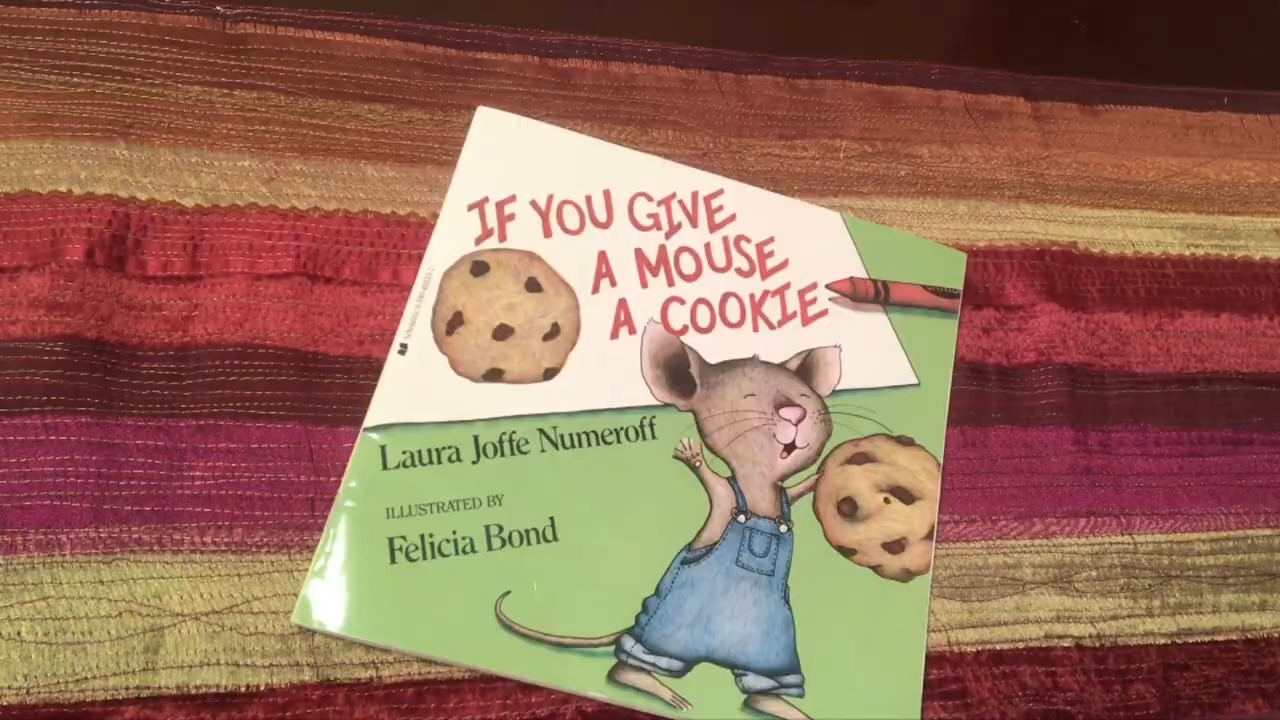 IF YOU GIVE
A MOUSE
A COOKIE
Laura Joffe Numeroff
ILLUSTRATED BY
Felicia Bond